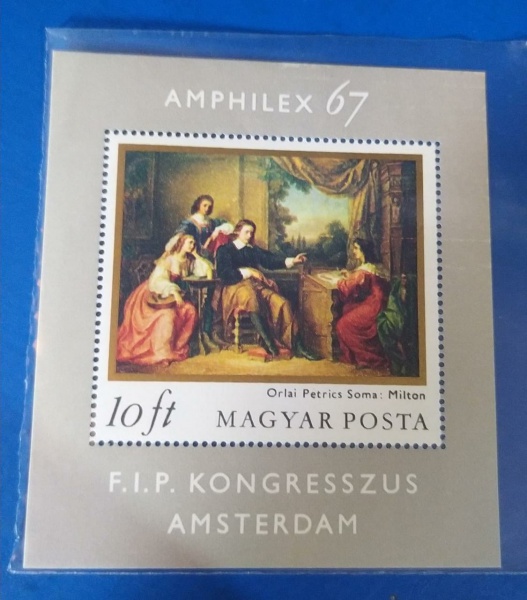 AMPHILEX 67
Orlai Petrics Soma: Milton
10 ft MAGYAR POSTA
F.I.P. KONGRESSZUS
AMSTERDAM